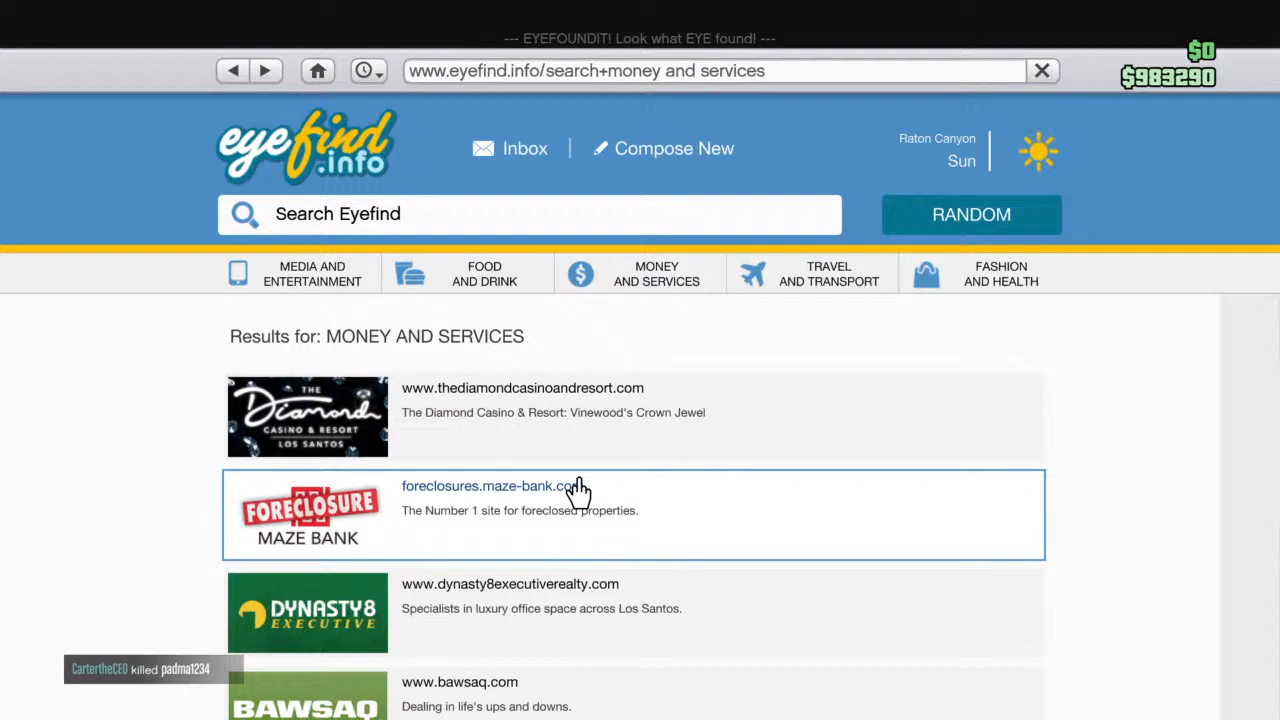 --- EYEFOUNDIT! Look what EYE found! ---
$0
www.eyefind.info/search+money and services
$983290
eyefind
.info
Inbox
Compose New
Raton Canyon
Sun
Search Eyefind
RANDOM
MEDIA AND
ENTERTAINMENT
FOOD
AND DRINK
MONEY
AND SERVICES
TRAVEL
AND TRANSPORT
FASHION
AND HEALTH
Results for: MONEY AND SERVICES
THE
Diamond
CASINO & RESORT
LOS SANTOS
www.thediamondcasinoandresort.com
The Diamond Casino & Resort: Vinewood's Crown Jewel
FORECLOSURE
MAZE BANK
foreclosures.maze-bank.co
The Number 1 site for foreclosed properties.
DYNASTY8
EXECUTIVE
www.dynasty8executiverealty.com
Specialists in luxury office space across Los Santos.
CartertheCEO killed padma1234
BAWSAQ
www.bawsaq.com
Dealing in life's ups and downs.